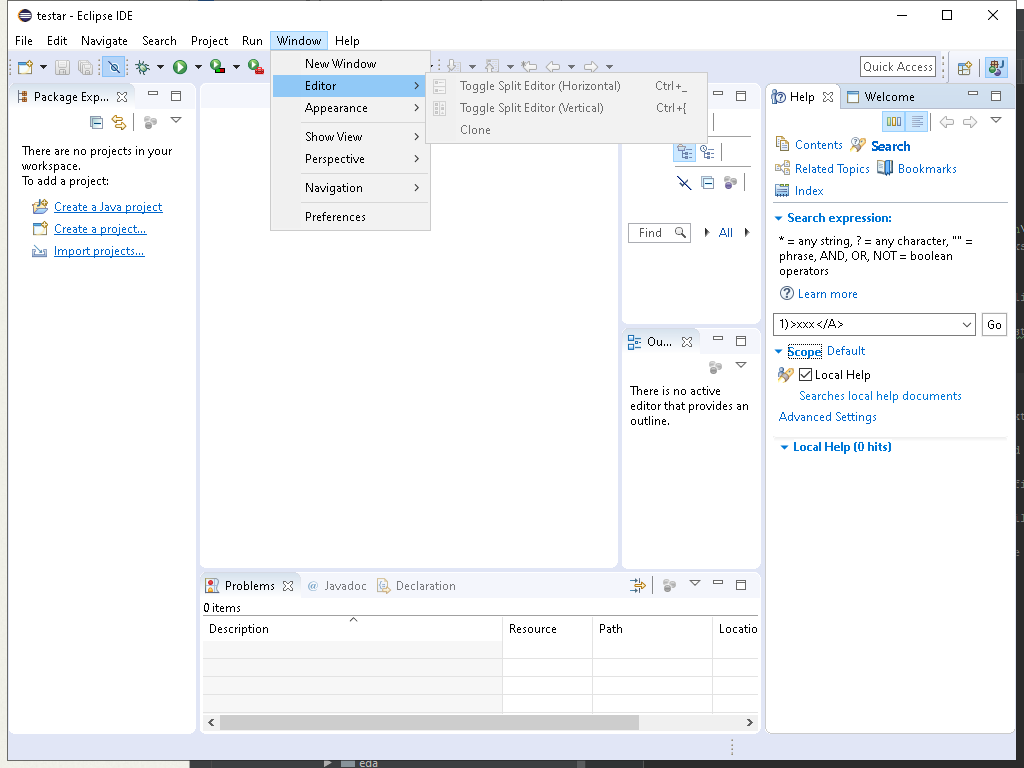 testar - Eclipse IDE
File Edit Navigate Search Project Run Window Help
Quick Access
New Window
Editor
Appearance
Show View
Perspective
Navigation
Preferences
Toggle Split Editor (Horizontal) Ctrl+_
Toggle Split Editor (Vertical) Ctrl+{
Clone
Package Exp...
There are no projects in your
workspace.
To add a project:
Create a Java project
Create a project...
Import projects...
Find
All
Ou...
There is no active
editor that provides an
outline.
Help Welcome
Contents Search
Related Topics Bookmarks
Index
Search expression:
* = any string, ? = any character, "" =
phrase, AND, OR, NOT = boolean
operators
Learn more
1)>xxx</A> Go
Scope Default
Local Help
Searches local help documents
Advanced Settings
Local Help (0 hits)
Problems @ Javadoc Declaration
0 items
Description Resource Path Locatio
eda